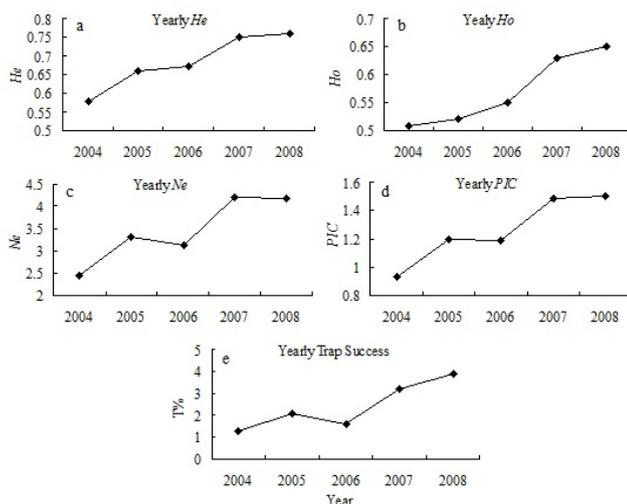 a Yearly He
0.8
0.75
0.7
0.65
0.6
0.55
0.5
He
2004 2005 2006 2007 2008
b Yealy Ho
0.7
0.65
0.6
0.55
0.5
Ho
2004 2005 2006 2007 2008
c Yearly Ne
4.5
4
3.5
3
2.5
2
Ne
2004 2005 2006 2007 2008
d Yearly PIC
1.6
1.4
1.2
1
0.8
PIC
2004 2005 2006 2007 2008
e Yearly Trap Success
5
4
3
2
1
0
T%
2004 2005 2006 2007 2008
Year